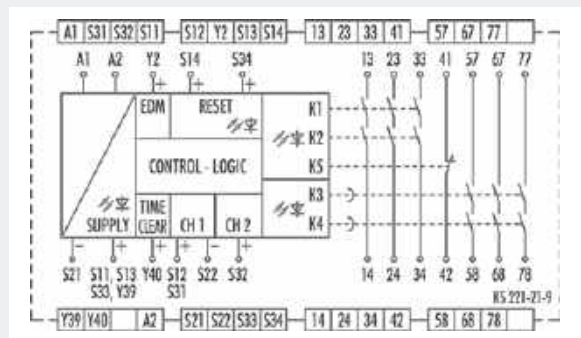 A1 S31 S32 S11 S12 Y2 S13 S14 13 23 33 41 57 67 77
A1 A2 Y2 S14 S34 13 23 33 41 57 67 77
EDM RESET K1
K2
CONTROL - LOGIC K5
K3
SUPPLY TIME CLEAR CH 1 CH 2 K4
S21 S11, S13 Y40 S12 S22 S32 14 24 34 42 58 68 78
S33, Y39 S31
KS 221-21-9
Y39 Y40 A2 S21 S22 S33 S34 14 24 34 42 58 68 78